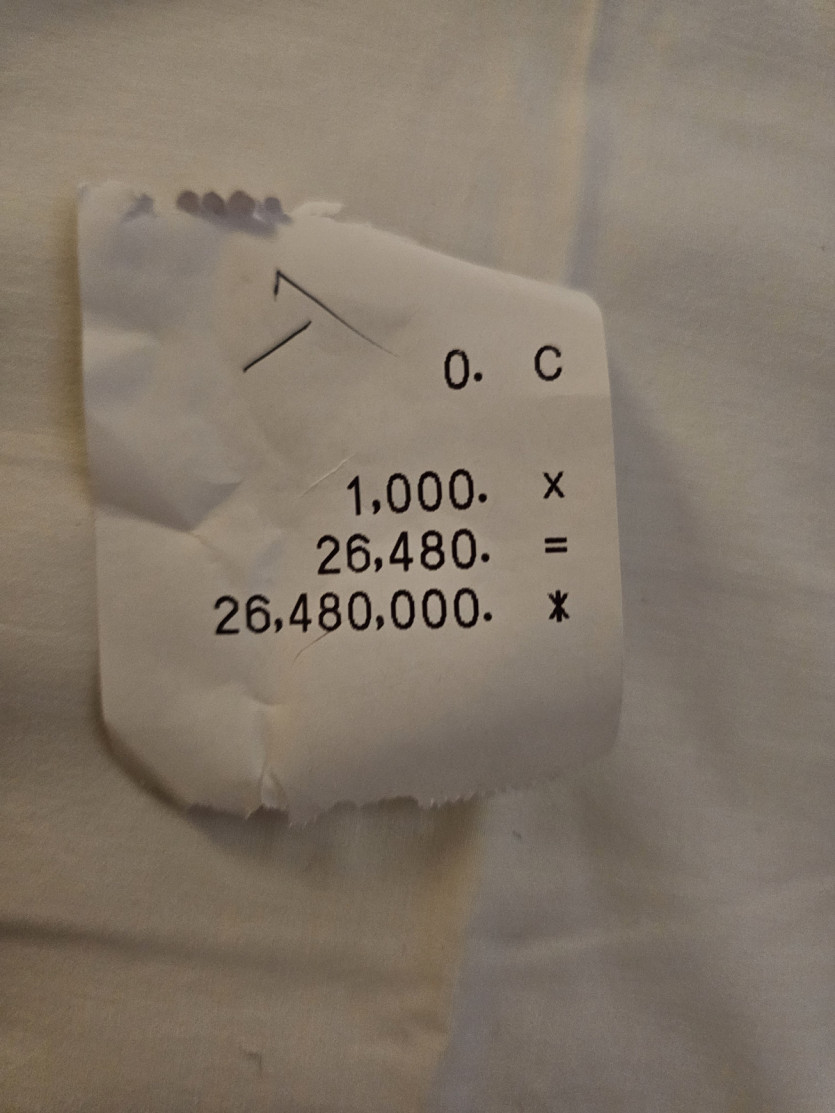 0. C
1,000. x
26,480. =
26,480,000. *